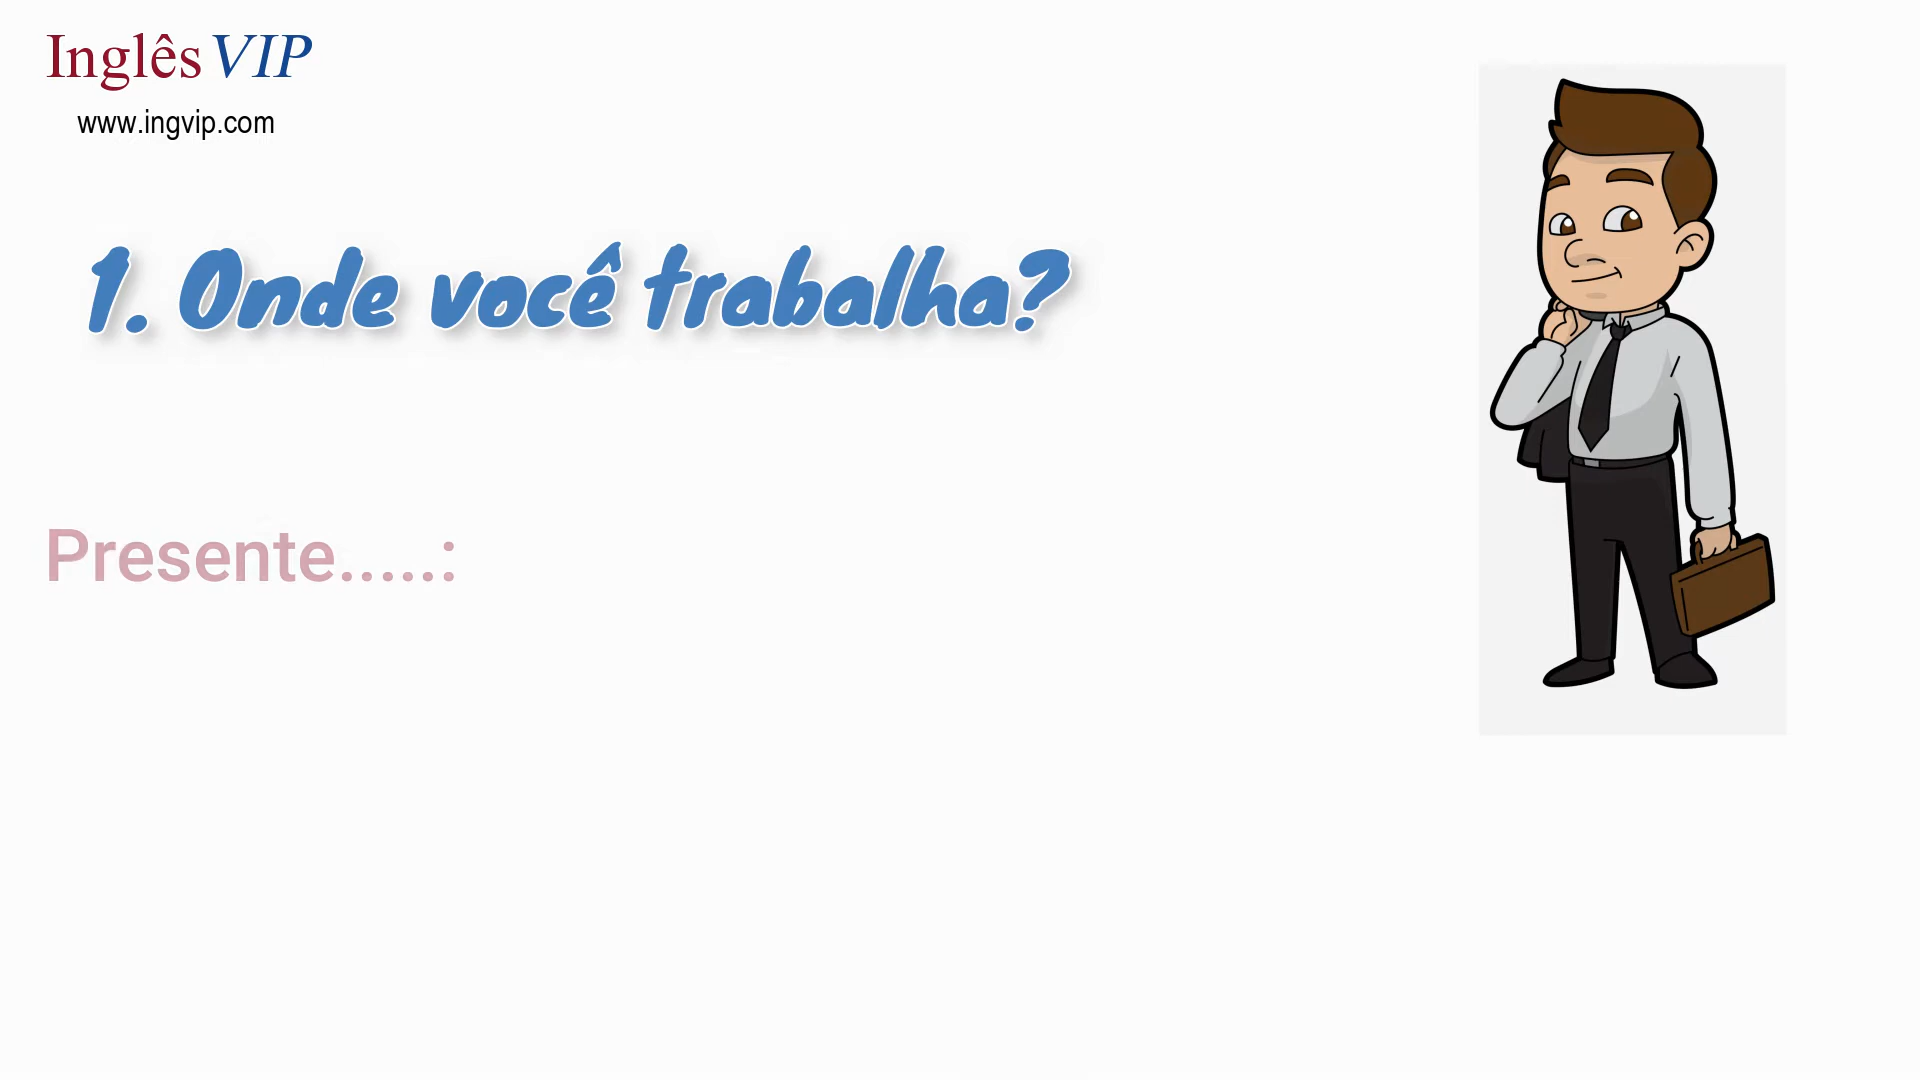 Inglês VIP
www.ingvip.com
1. Onde você trabalha?
Presente.....: